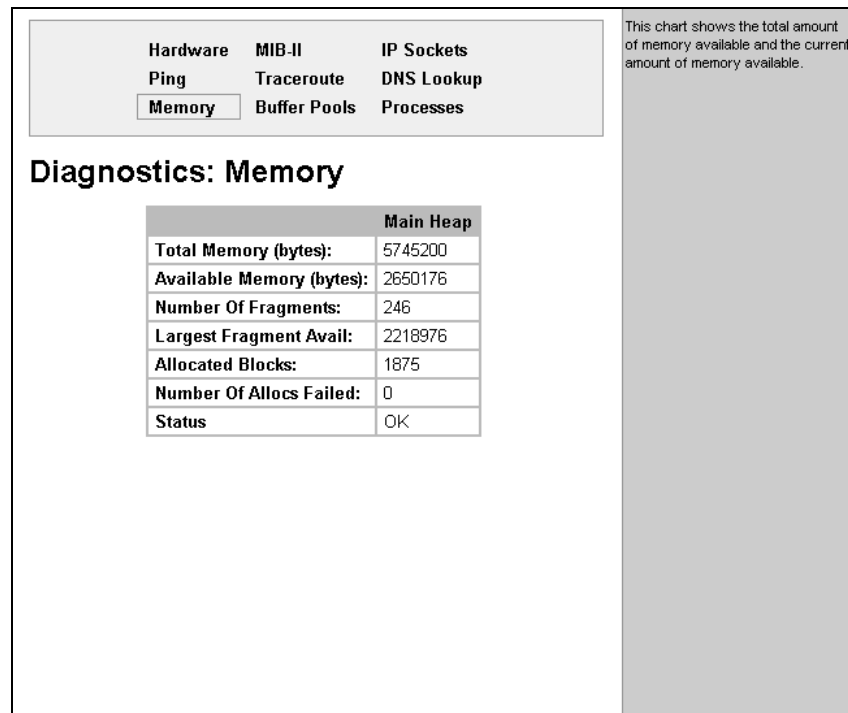 Hardware MIB-II IP Sockets
Ping Traceroute DNS Lookup
Memory Buffer Pools Processes
This chart shows the total amount
of memory available and the current
amount of memory available.
Diagnostics: Memory
Main Heap
Total Memory (bytes): 5745200
Available Memory (bytes): 2650176
Number Of Fragments: 246
Largest Fragment Avail: 2218976
Allocated Blocks: 1875
Number Of Allocs Failed: 0
Status OK